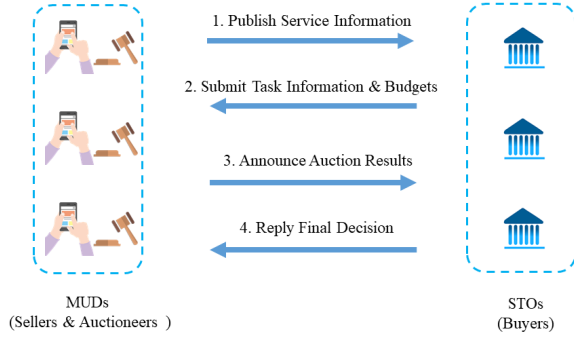 1. Publish Service Information
2. Submit Task Information & Budgets
3. Announce Auction Results
4. Reply Final Decision
MUDs
(Sellers & Auctioneers )
STOs
(Buyers)